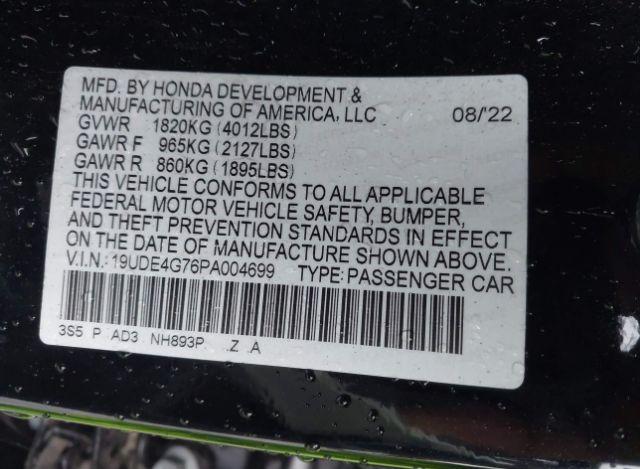 MFD. BY HONDA DEVELOPMENT &
MANUFACTURING OF AMERICA, LLC 08/'22
GVWR 1820KG (4012LBS)
GAWR F 965KG (2127LBS)
GAWR R 860KG (1895LBS)
THIS VEHICLE CONFORMS TO ALL APPLICABLE
FEDERAL MOTOR VEHICLE SAFETY, BUMPER,
AND THEFT PREVENTION STANDARDS IN EFFECT
ON THE DATE OF MANUFACTURE SHOWN ABOVE.
V.I.N.: 19UDE4G76PA004699 TYPE: PASSENGER CAR
3S5 P AD3 NH893P Z A